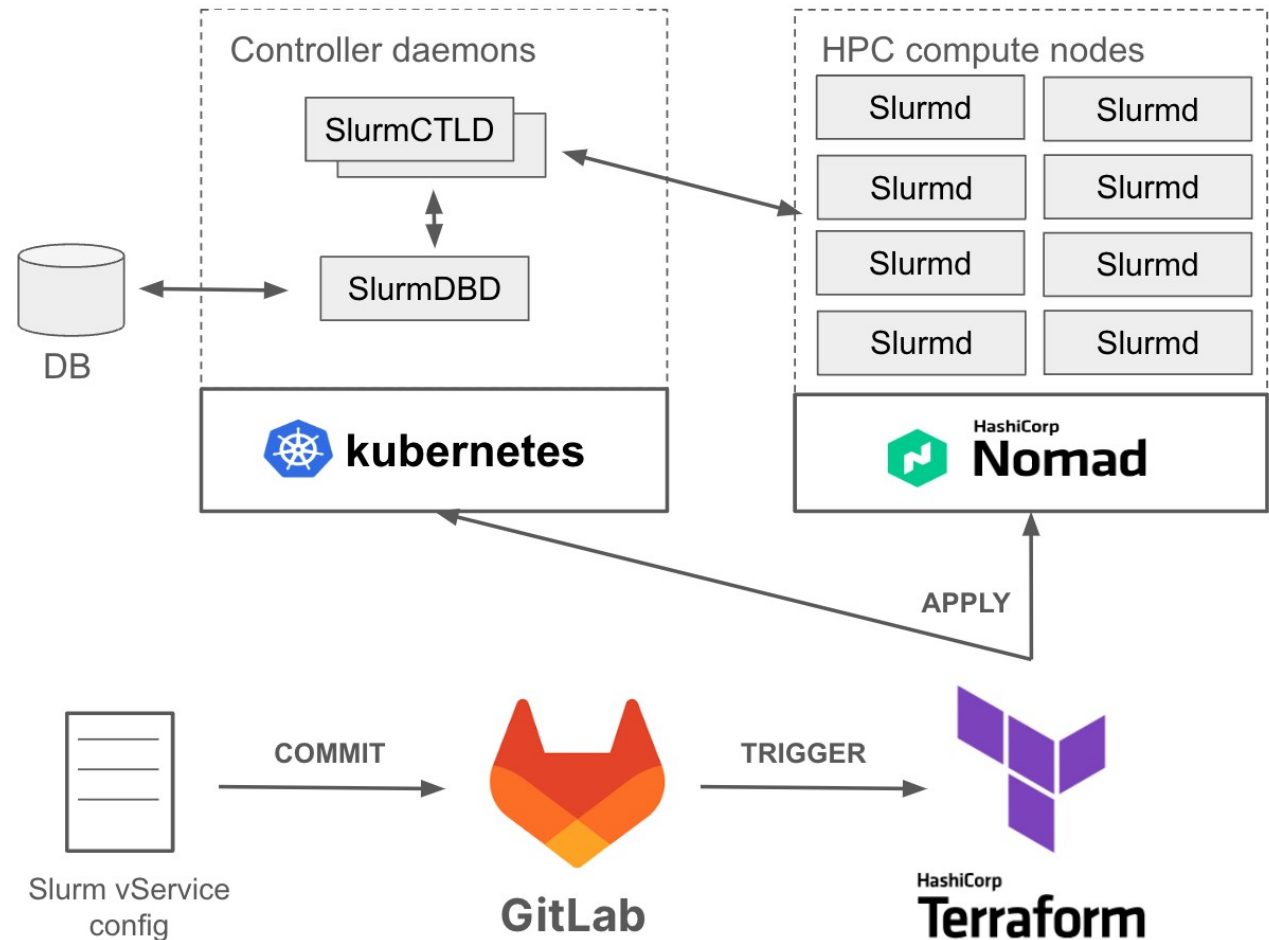 Controller daemons
HPC compute nodes
SlurmCTLD
SlurmDBD
DB
Slurmd
Slurmd
Slurmd
Slurmd
Slurmd
Slurmd
Slurmd
Slurmd
kubernetes
HashiCorp
Nomad
APPLY
COMMIT
TRIGGER
Slurm vService
config
GitLab
HashiCorp
Terraform